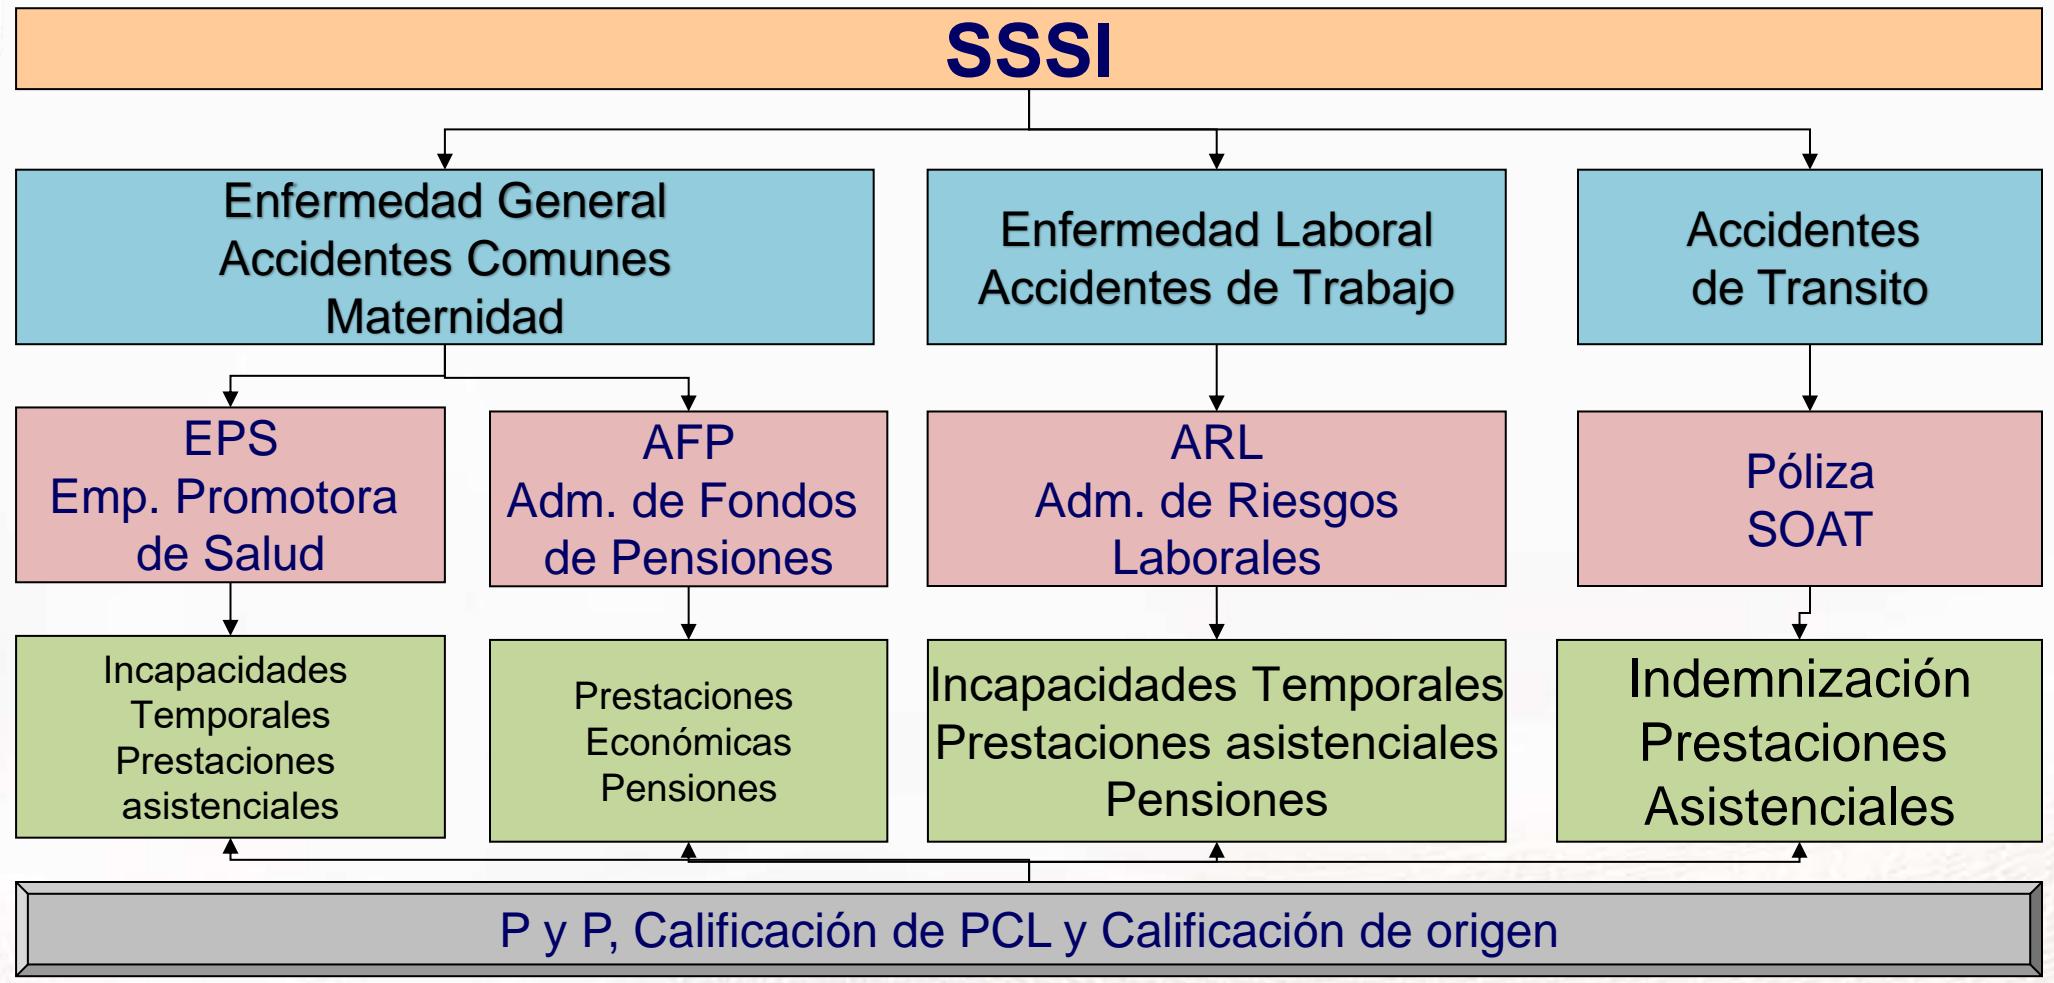 SSSI
Enfermedad General
Accidentes Comunes
Maternidad
Enfermedad Laboral
Accidentes de Trabajo
Accidentes
de Transito
EPS
Emp. Promotora
de Salud
AFP
Adm. de Fondos
de Pensiones
ARL
Adm. de Riesgos
Laborales
Póliza
SOAT
Incapacidades
Temporales
Prestaciones
asistenciales
Prestaciones
Económicas
Pensiones
Incapacidades Temporales
Prestaciones asistenciales
Pensiones
Indemnización
Prestaciones
Asistenciales
P y P, Calificación de PCL y Calificación de origen